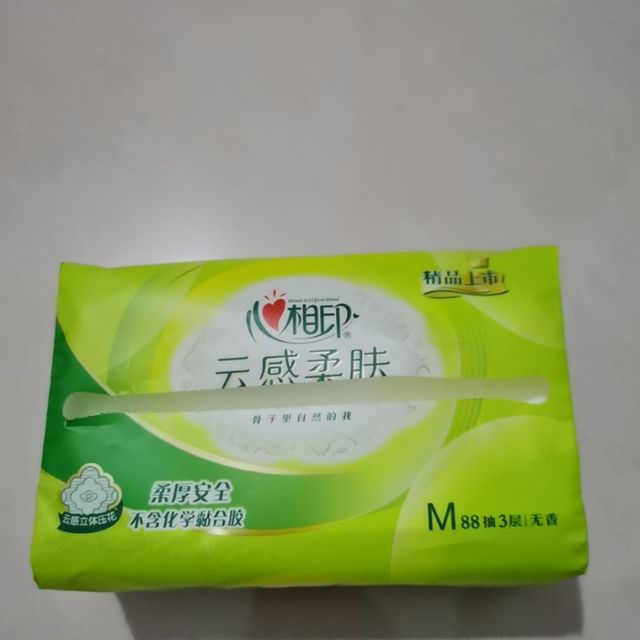 精品上市
心相印
®
云感柔肤
骨子里自然的我
柔厚安全
不含化学黏合胶
云感立体压花
M 88抽3层|无香